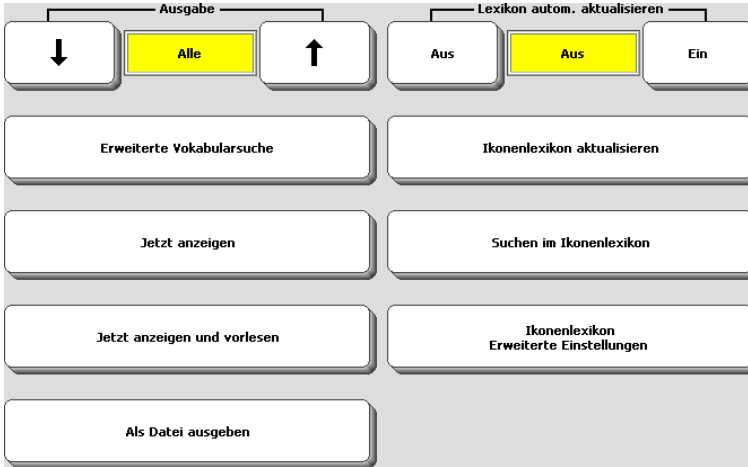 Ausgabe
Lexikon autom. aktualisieren
↓
Alle
↑
Aus
Aus
Ein
Erweiterte Vokabularsuche
Ikonenlexikon aktualisieren
Jetzt anzeigen
Suchen im Ikonenlexikon
Jetzt anzeigen und vorlesen
Ikonenlexikon
Erweiterte Einstellungen
Als Datei ausgeben